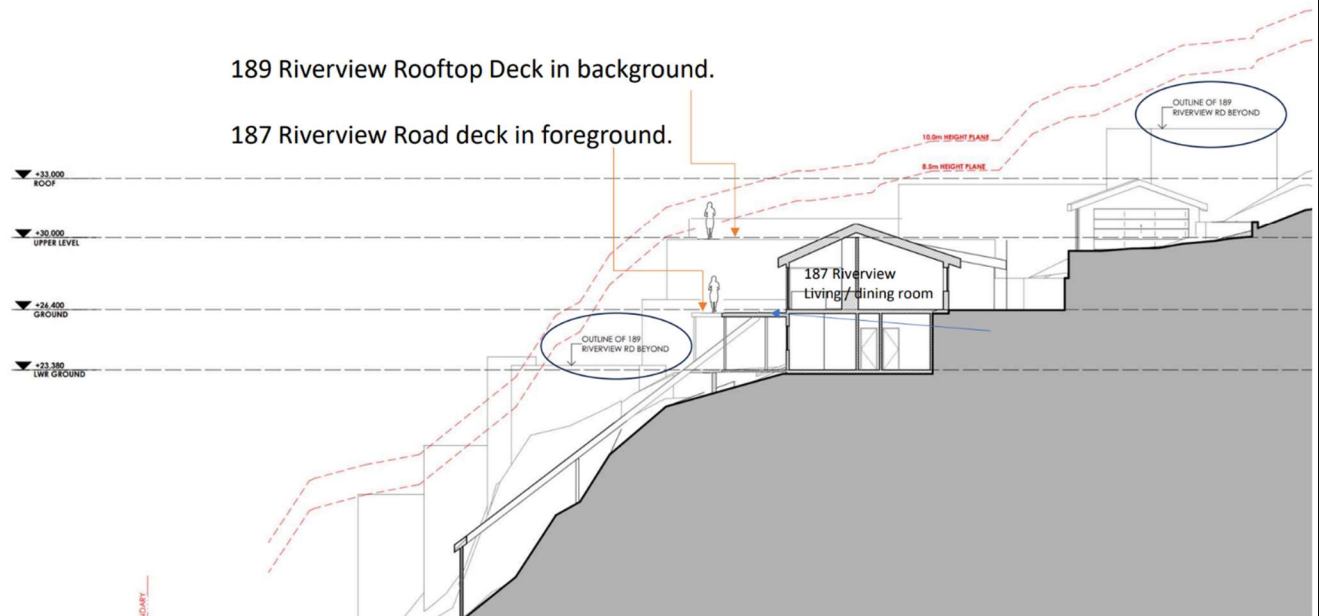 189 Riverview Rooftop Deck in background.
187 Riverview Road deck in foreground.
OUTLINE OF 189
RIVERVIEW RD BEYOND
10.0m HEIGHT PLANE
8.5m HEIGHT PLANE
+33,000
ROOF
+30,000
UPPER LEVEL
187 Riverview
Living / dining room
+26,400
GROUND
OUTLINE OF 189
RIVERVIEW RD BEYOND
+23,380
LWR GROUND